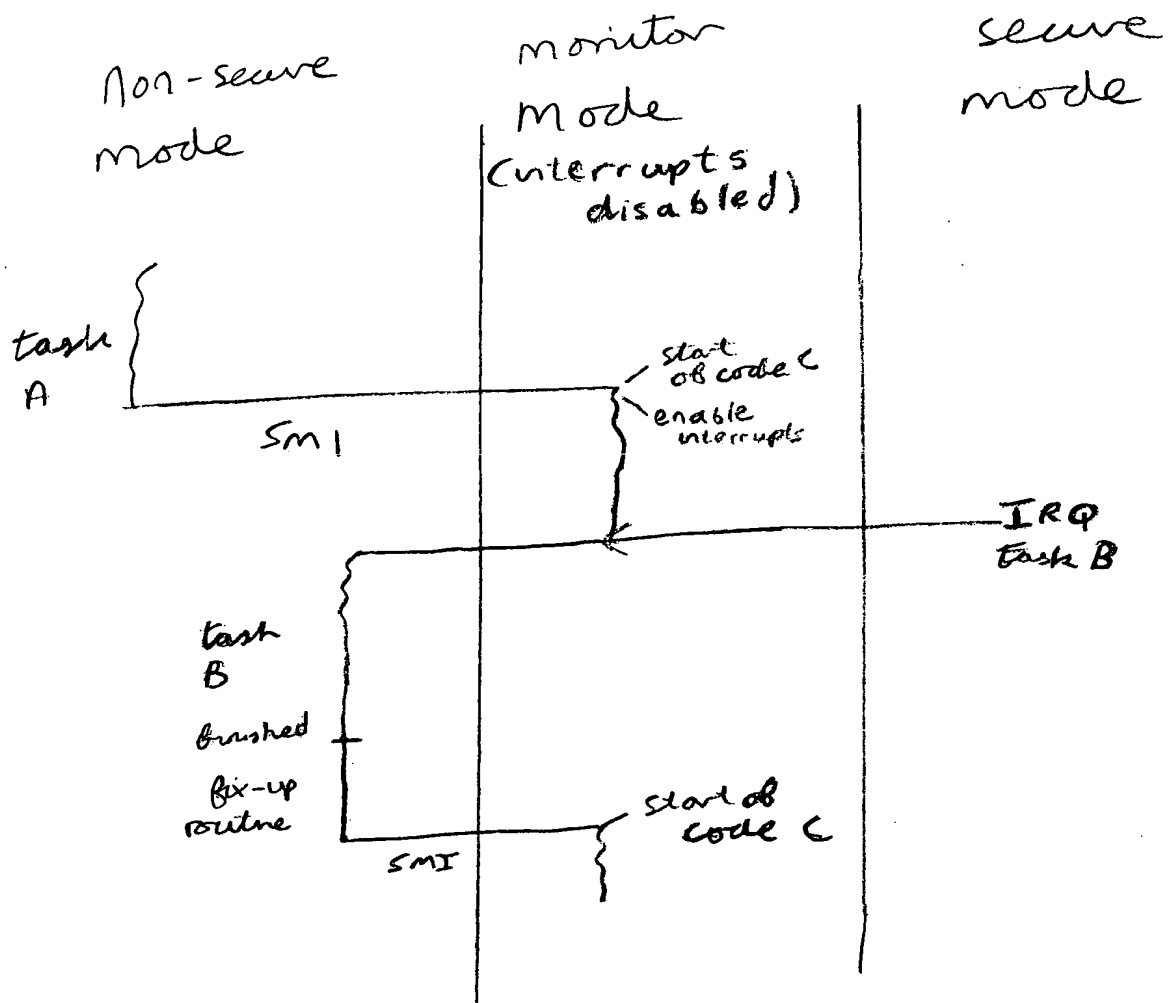 non-secure
mode
monitor
mode
(interrupts
disabled)
secure
mode
task
A
SMI
start
of code C
enable
interrupts
IRQ
task B
task
B
finished
fix-up
routine
SMI
start of
code C